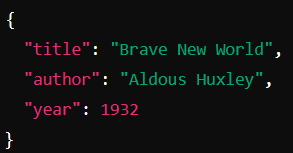 {
  "title": "Brave New World",
  "author": "Aldous Huxley",
  "year": 1932
}